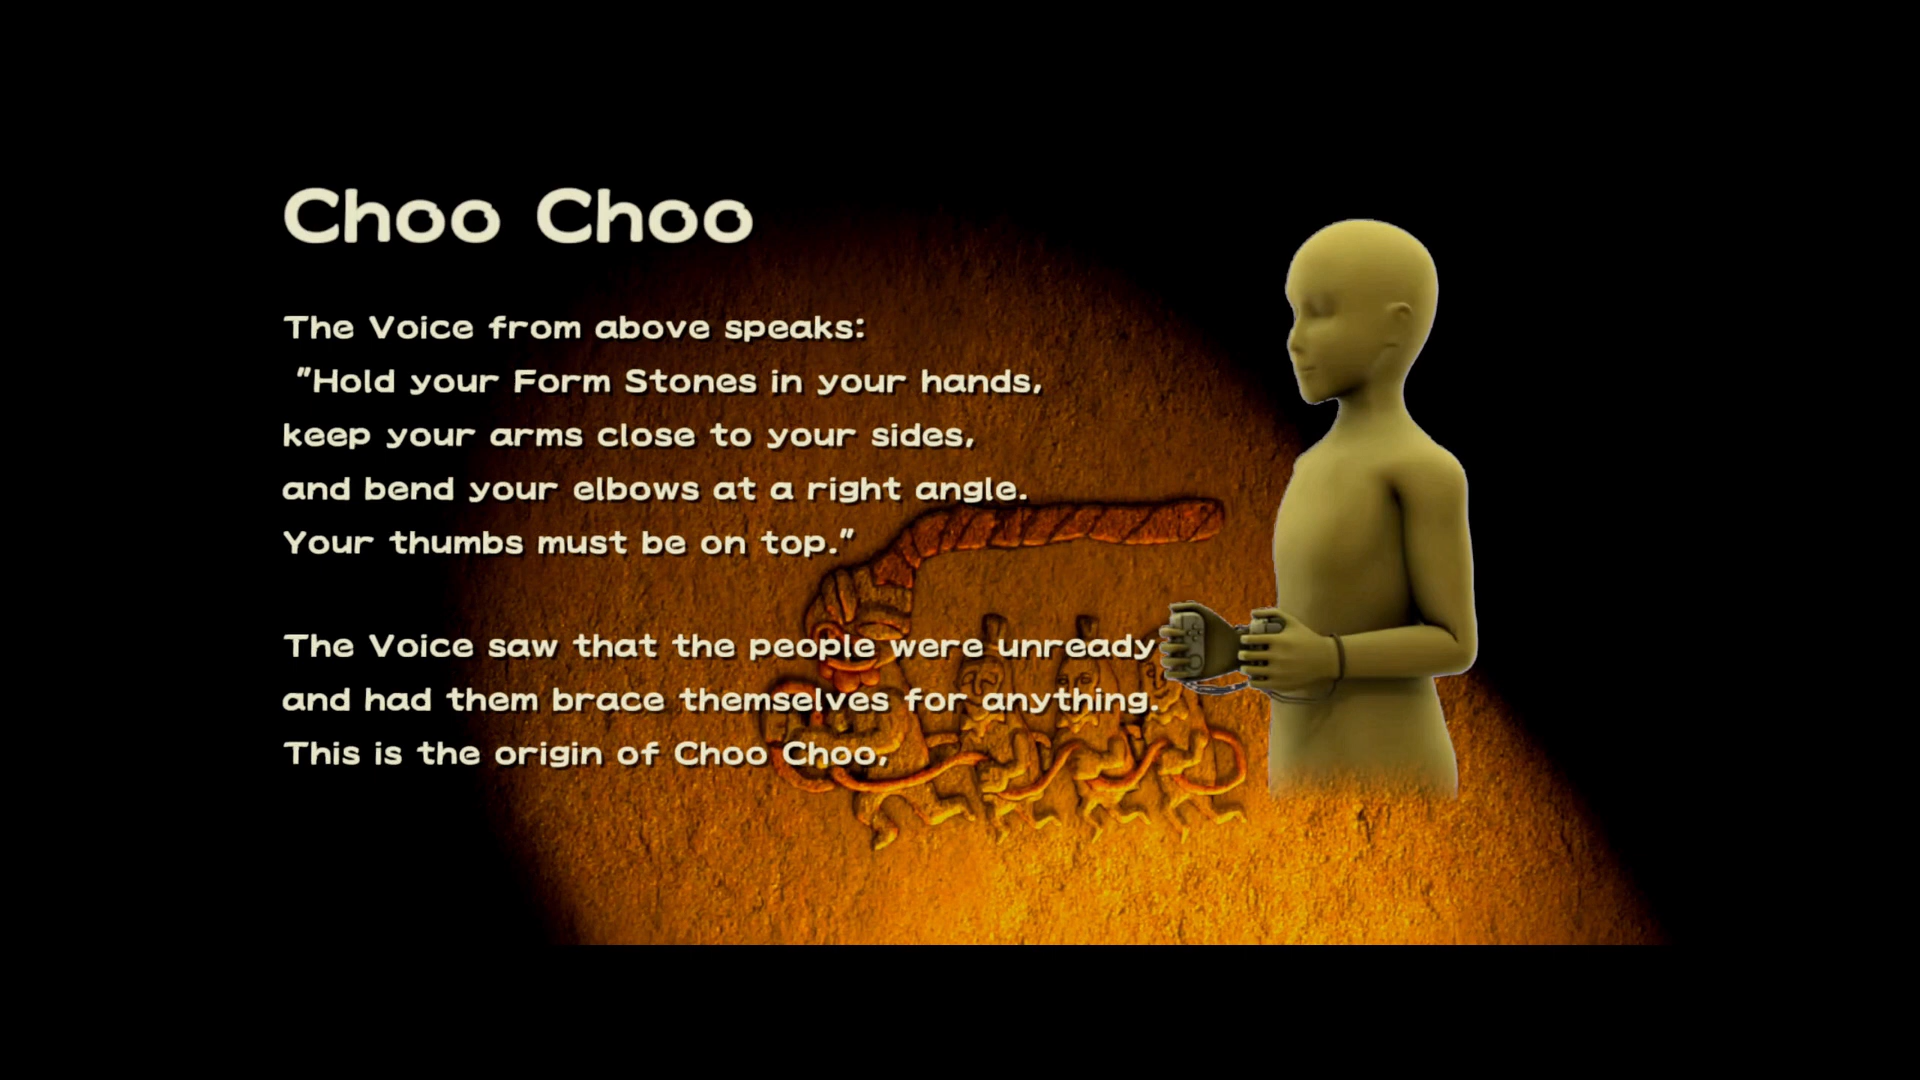 Choo Choo
The Voice from above speaks:
"Hold your Form Stones in your hands,
keep your arms close to your sides,
and bend your elbows at a right angle.
Your thumbs must be on top."
The Voice saw that the people were unready
and had them brace themselves for anything.
This is the origin of Choo Choo,